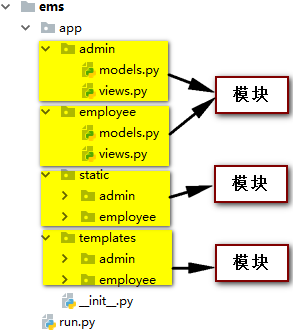 ems
app
admin
models.py
views.py
模块
employee
models.py
views.py
static
admin
employee
模块
templates
admin
employee
模块
__init__.py
run.py